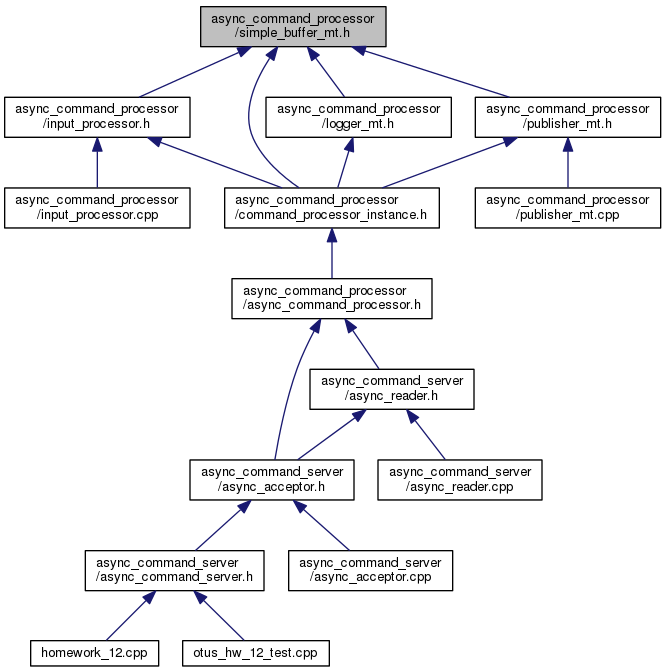 async_command_processor
/simple_buffer_mt.h
async_command_processor
/input_processor.h
async_command_processor
/logger_mt.h
async_command_processor
/publisher_mt.h
async_command_processor
/input_processor.cpp
async_command_processor
/command_processor_instance.h
async_command_processor
/publisher_mt.cpp
async_command_processor
/async_command_processor.h
async_command_server
/async_reader.h
async_command_server
/async_acceptor.h
async_command_server
/async_reader.cpp
async_command_server
/async_command_server.h
async_command_server
/async_acceptor.cpp
homework_12.cpp
otus_hw_12_test.cpp